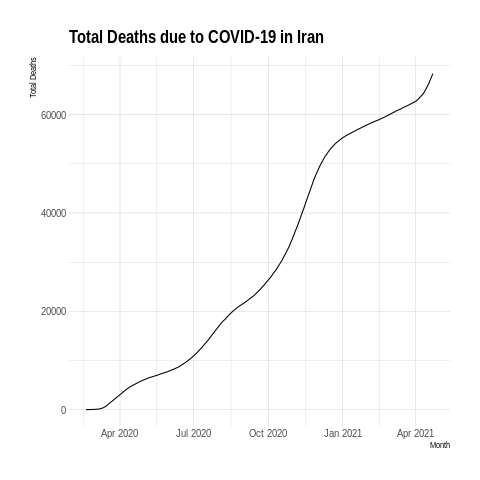 Total Deaths due to COVID-19 in Iran
Total Deaths
60000
40000
20000
0
Apr 2020
Jul 2020
Oct 2020
Jan 2021
Apr 2021
Month